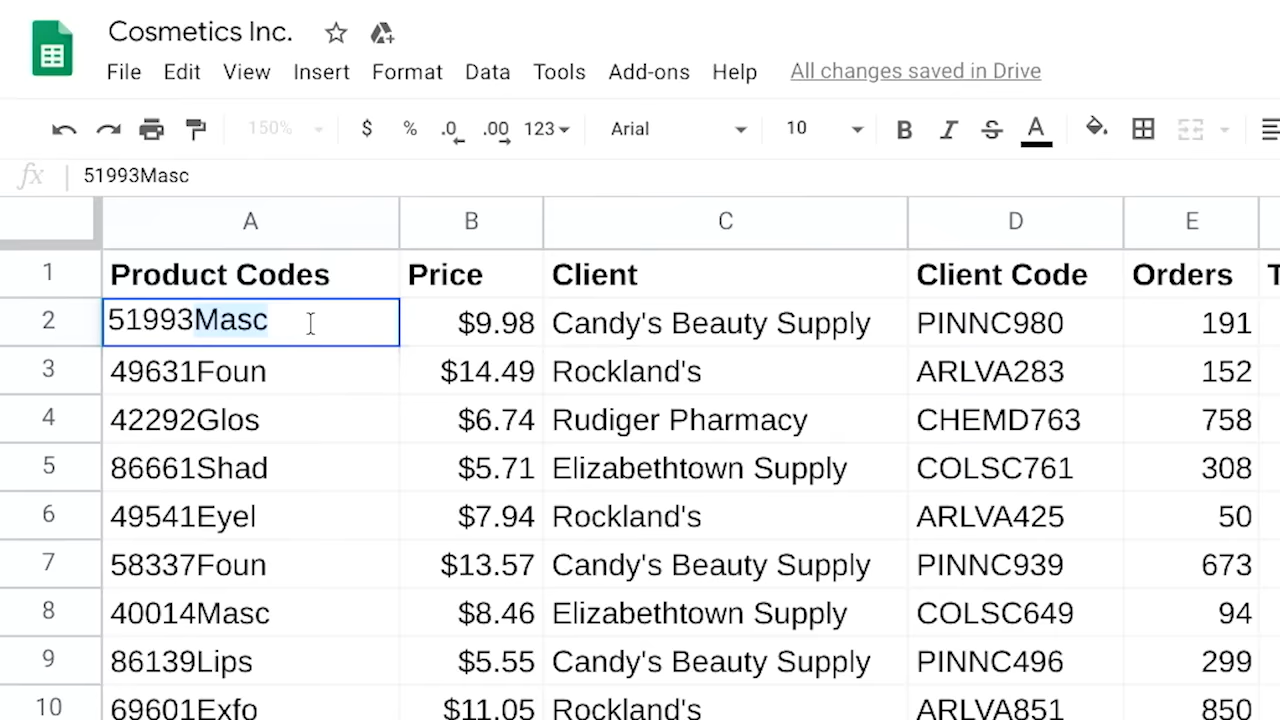 Cosmetics Inc.
File Edit View Insert Format Data Tools Add-ons Help All changes saved in Drive
150% $ % .0 .00 123 Arial 10 B I S A
fx 51993Masc
A B C D E
1 Product Codes Price Client Client Code Orders T
2 51993Masc $9.98 Candy's Beauty Supply PINNC980 191
3 49631Foun $14.49 Rockland's ARLVA283 152
4 42292Glos $6.74 Rudiger Pharmacy CHEMD763 758
5 86661Shad $5.71 Elizabethtown Supply COLSC761 308
6 49541Eyel $7.94 Rockland's ARLVA425 50
7 58337Foun $13.57 Candy's Beauty Supply PINNC939 673
8 40014Masc $8.46 Elizabethtown Supply COLSC649 94
9 86139Lips $5.55 Candy's Beauty Supply PINNC496 299
10 69601Exfo $11.05 Rockland's ARLVA851 850